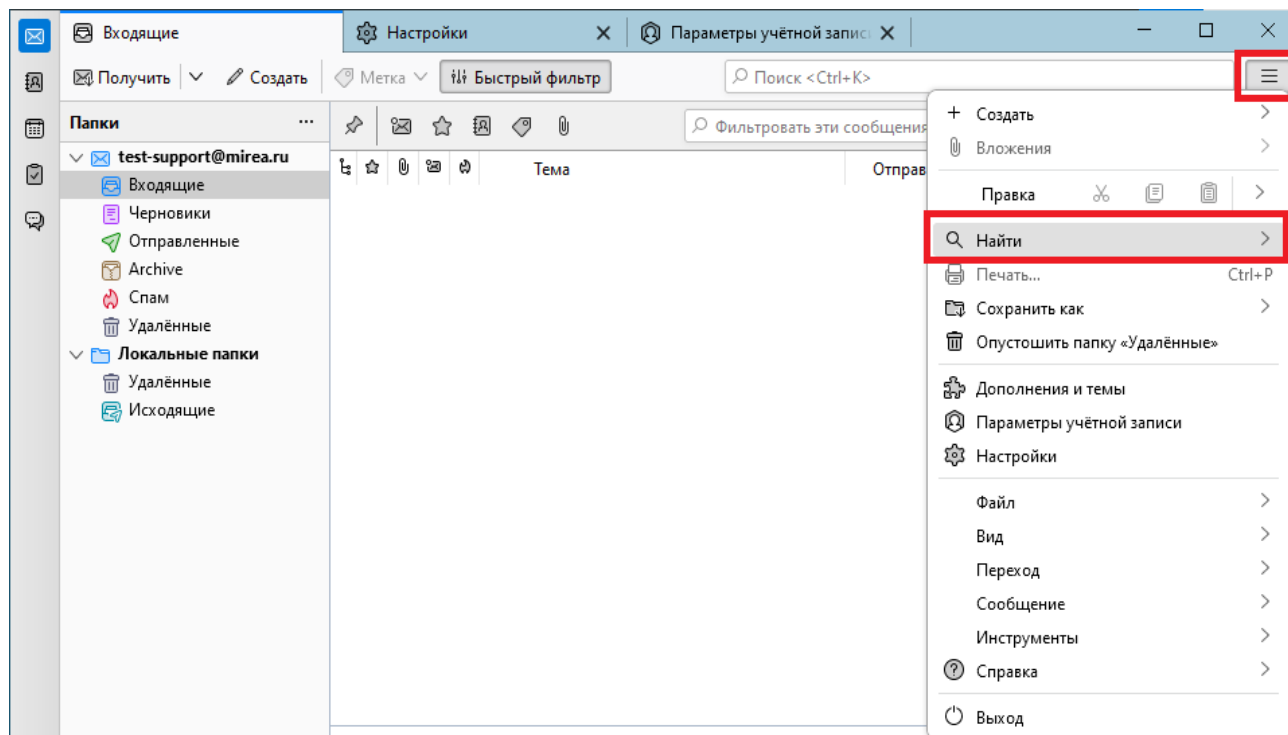 Входящие
Настройки
Параметры учётной запис
Получить
Создать
Метка
Быстрый фильтр
Поиск <Ctrl+K>
Папки
Фильтровать эти сообщения
test-support@mirea.ru
Входящие
Черновики
Отправленные
Archive
Спам
Удалённые
Локальные папки
Удалённые
Исходящие
Тема
Отправ
Создать
Вложения
Правка
Найти
Печать... Ctrl+P
Сохранить как
Опустошить папку «Удалённые»
Дополнения и темы
Параметры учётной записи
Настройки
Файл
Вид
Переход
Сообщение
Инструменты
Справка
Выход